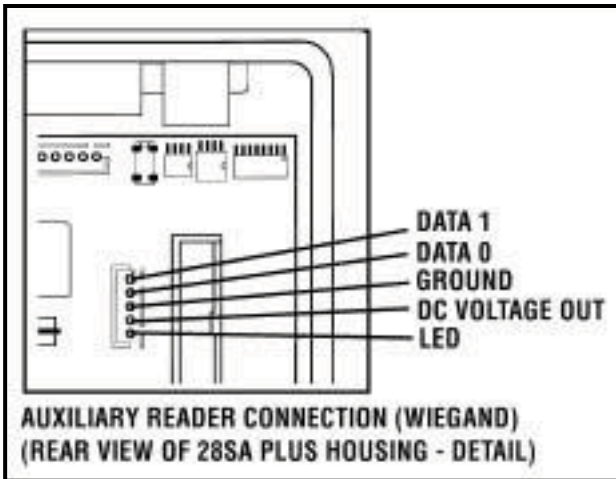 DATA 1
DATA 0
GROUND
DC VOLTAGE OUT
LED
AUXILIARY READER CONNECTION (WIEGAND)
(REAR VIEW OF 28SA PLUS HOUSING - DETAIL)